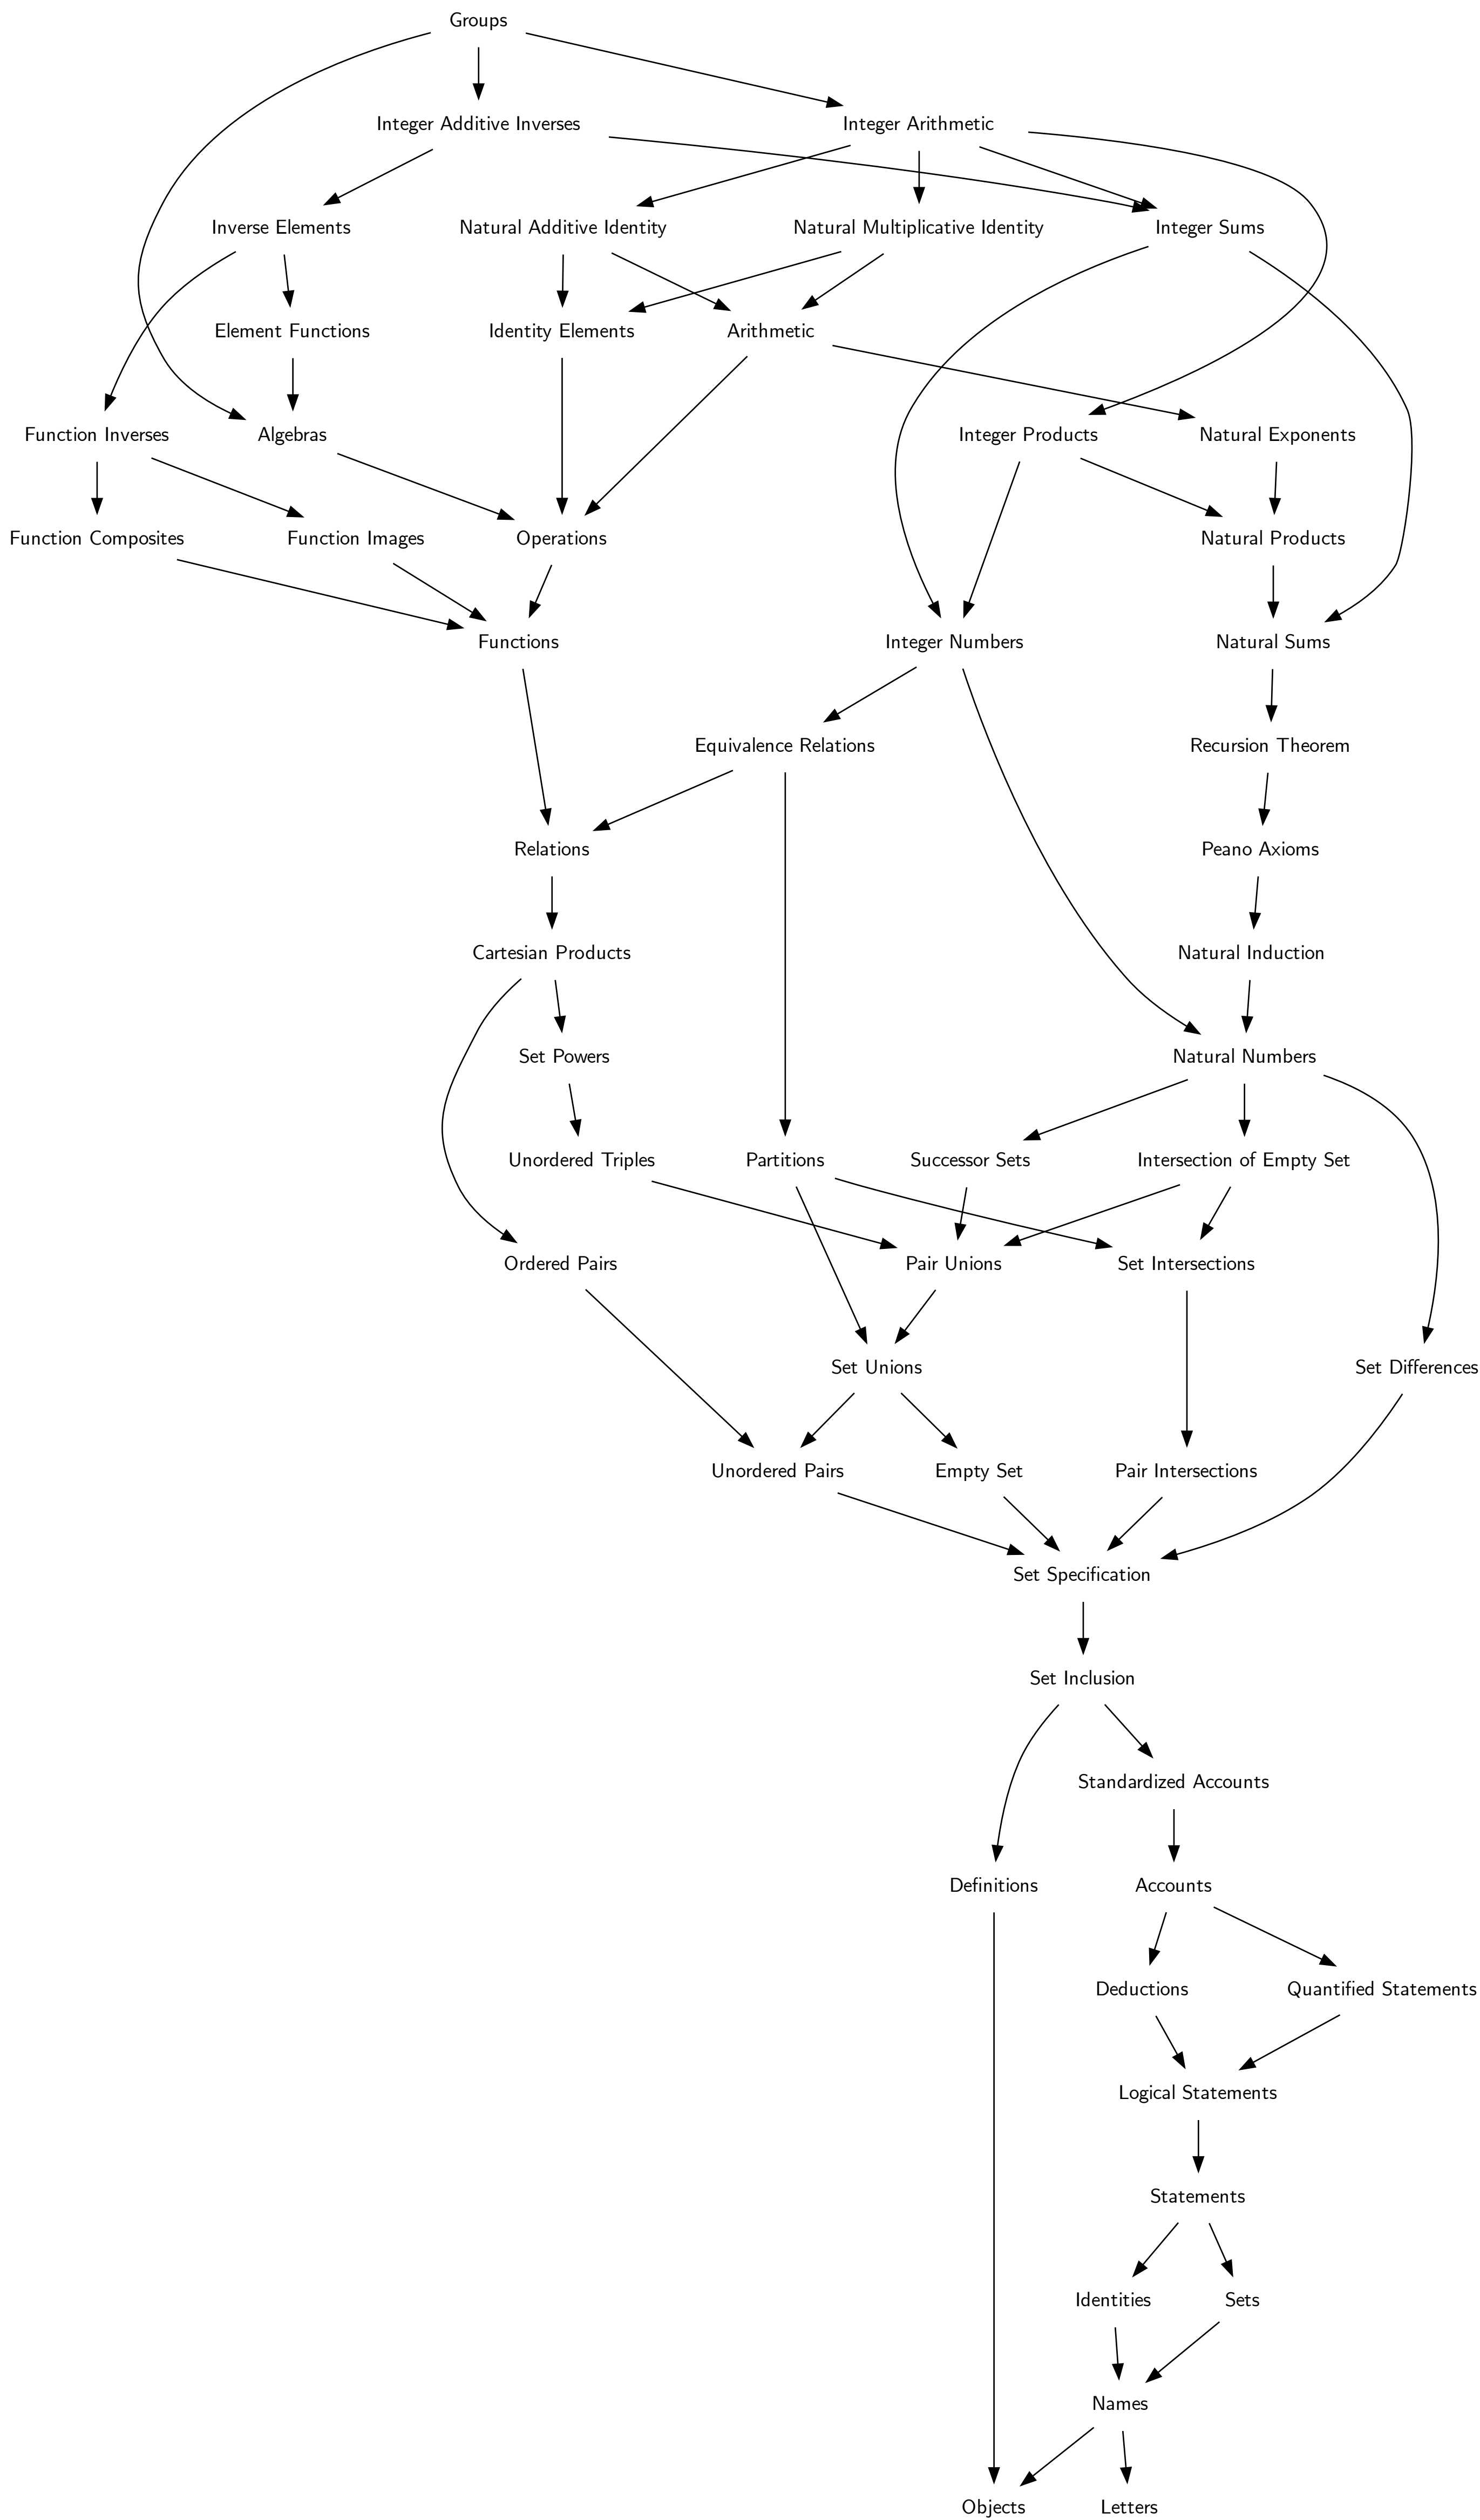 Groups
Integer Additive Inverses
Integer Arithmetic
Inverse Elements
Natural Additive Identity
Natural Multiplicative Identity
Integer Sums
Element Functions
Identity Elements
Arithmetic
Function Inverses
Algebras
Integer Products
Natural Exponents
Function Composites
Function Images
Operations
Natural Products
Functions
Integer Numbers
Natural Sums
Equivalence Relations
Recursion Theorem
Relations
Peano Axioms
Cartesian Products
Natural Induction
Set Powers
Natural Numbers
Unordered Triples
Partitions
Successor Sets
Intersection of Empty Set
Ordered Pairs
Pair Unions
Set Intersections
Set Unions
Set Differences
Unordered Pairs
Empty Set
Pair Intersections
Set Specification
Set Inclusion
Standardized Accounts
Definitions
Accounts
Deductions
Quantified Statements
Logical Statements
Statements
Identities
Sets
Names
Objects
Letters